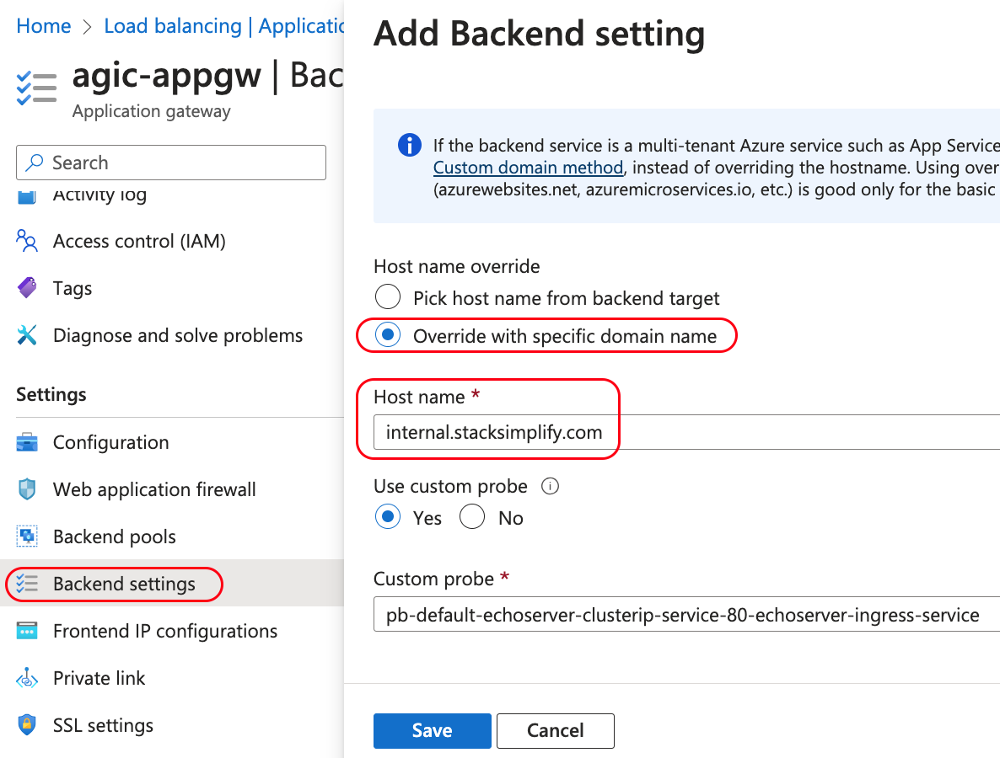 Home > Load balancing | Applicatio
agic-appgw | Bac
Application gateway
Search
Activity log
Access control (IAM)
Tags
Diagnose and solve problems
Settings
Configuration
Web application firewall
Backend pools
Backend settings
Frontend IP configurations
Private link
SSL settings
Add Backend setting
If the backend service is a multi-tenant Azure service such as App Service
Custom domain method, instead of overriding the hostname. Using over
(azurewebsites.net, azuremicroservices.io, etc.) is good only for the basic
Host name override
Pick host name from backend target
Override with specific domain name
Host name *
internal.stacksimplify.com
Use custom probe
Yes No
Custom probe *
pb-default-echoserver-clusterip-service-80-echoserver-ingress-service
Save Cancel